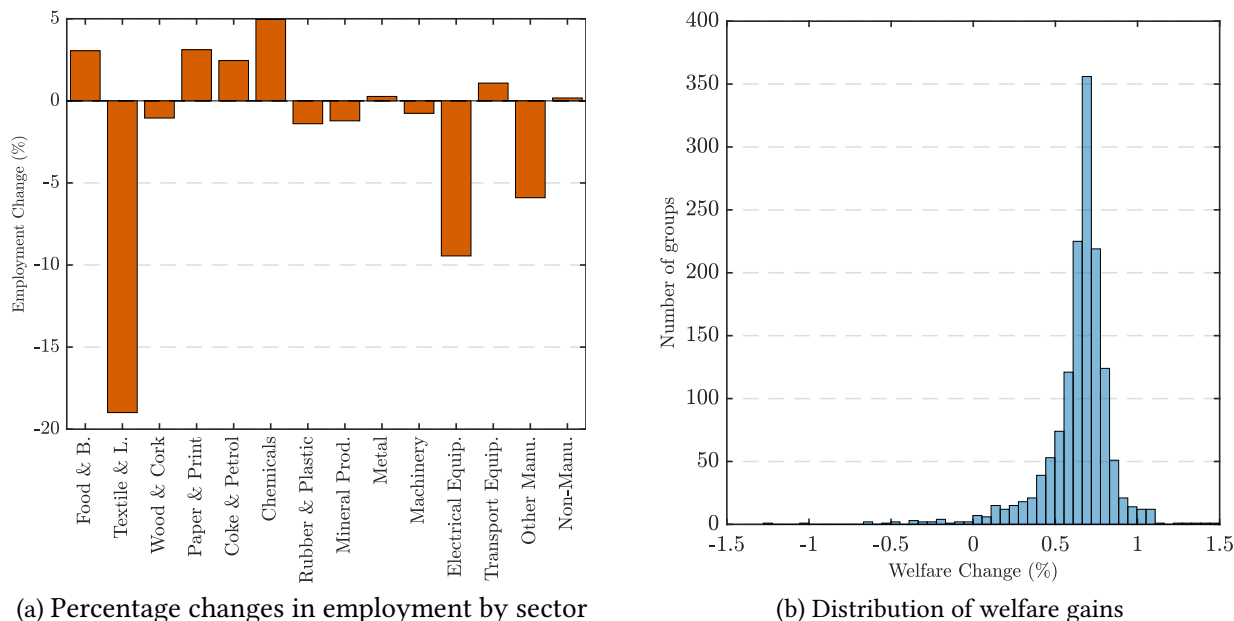 5
0
-5
-10
-15
-20
Employment Change (%)
Food & B.
Textile & L.
Wood & Cork
Paper & Print
Coke & Petrol
Chemicals
Rubber & Plastic
Mineral Prod.
Metal
Machinery
Electrical Equip.
Transport Equip.
Other Manu.
Non-Manu.
(a) Percentage changes in employment by sector
400
350
300
250
200
150
100
50
0
Number of groups
-1.5 -1 -0.5 0 0.5 1 1.5
Welfare Change (%)
(b) Distribution of welfare gains